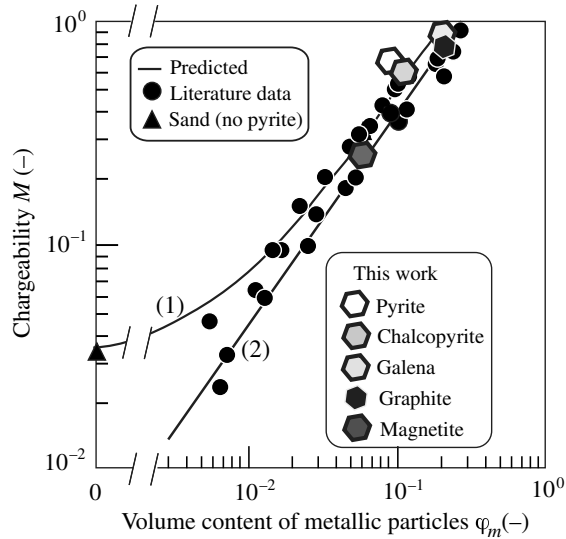 10⁰
Predicted
Literature data
Sand (no pyrite)
Chargeability M (–)
10⁻¹
(1)
(2)
This work
Pyrite
Chalcopyrite
Galena
Graphite
Magnetite
10⁻²
0
10⁻²
10⁻¹
10⁰
Volume content of metallic particles φₘ(–)